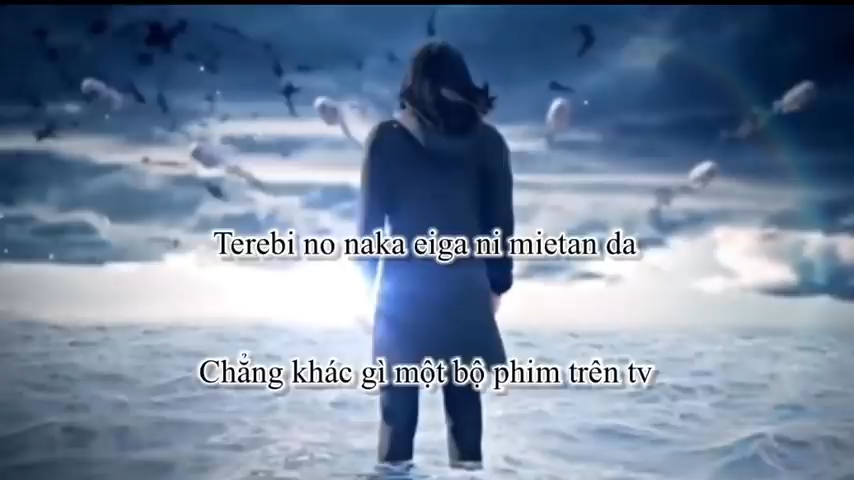 Terebi no naka eiga ni mietan da
Chẳng khác gì một bộ phim trên tv